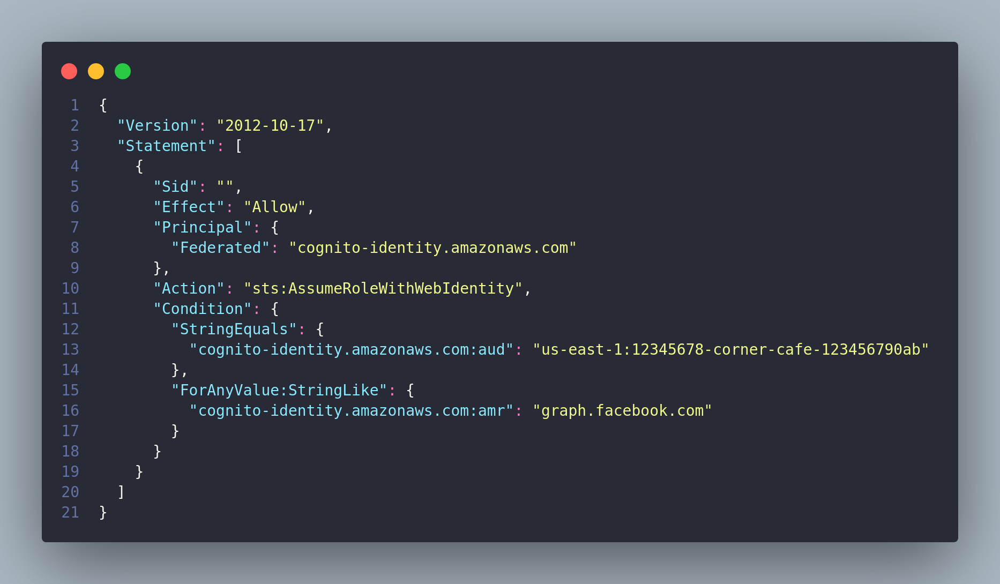 1 {
2   "Version": "2012-10-17",
3   "Statement": [
4     {
5       "Sid": "",
6       "Effect": "Allow",
7       "Principal": {
8         "Federated": "cognito-identity.amazonaws.com"
9       },
10       "Action": "sts:AssumeRoleWithWebIdentity",
11       "Condition": {
12         "StringEquals": {
13           "cognito-identity.amazonaws.com:aud": "us-east-1:12345678-corner-cafe-123456790ab"
14         },
15         "ForAnyValue:StringLike": {
16           "cognito-identity.amazonaws.com:amr": "graph.facebook.com"
17         }
18       }
19     }
20   ]
21 }